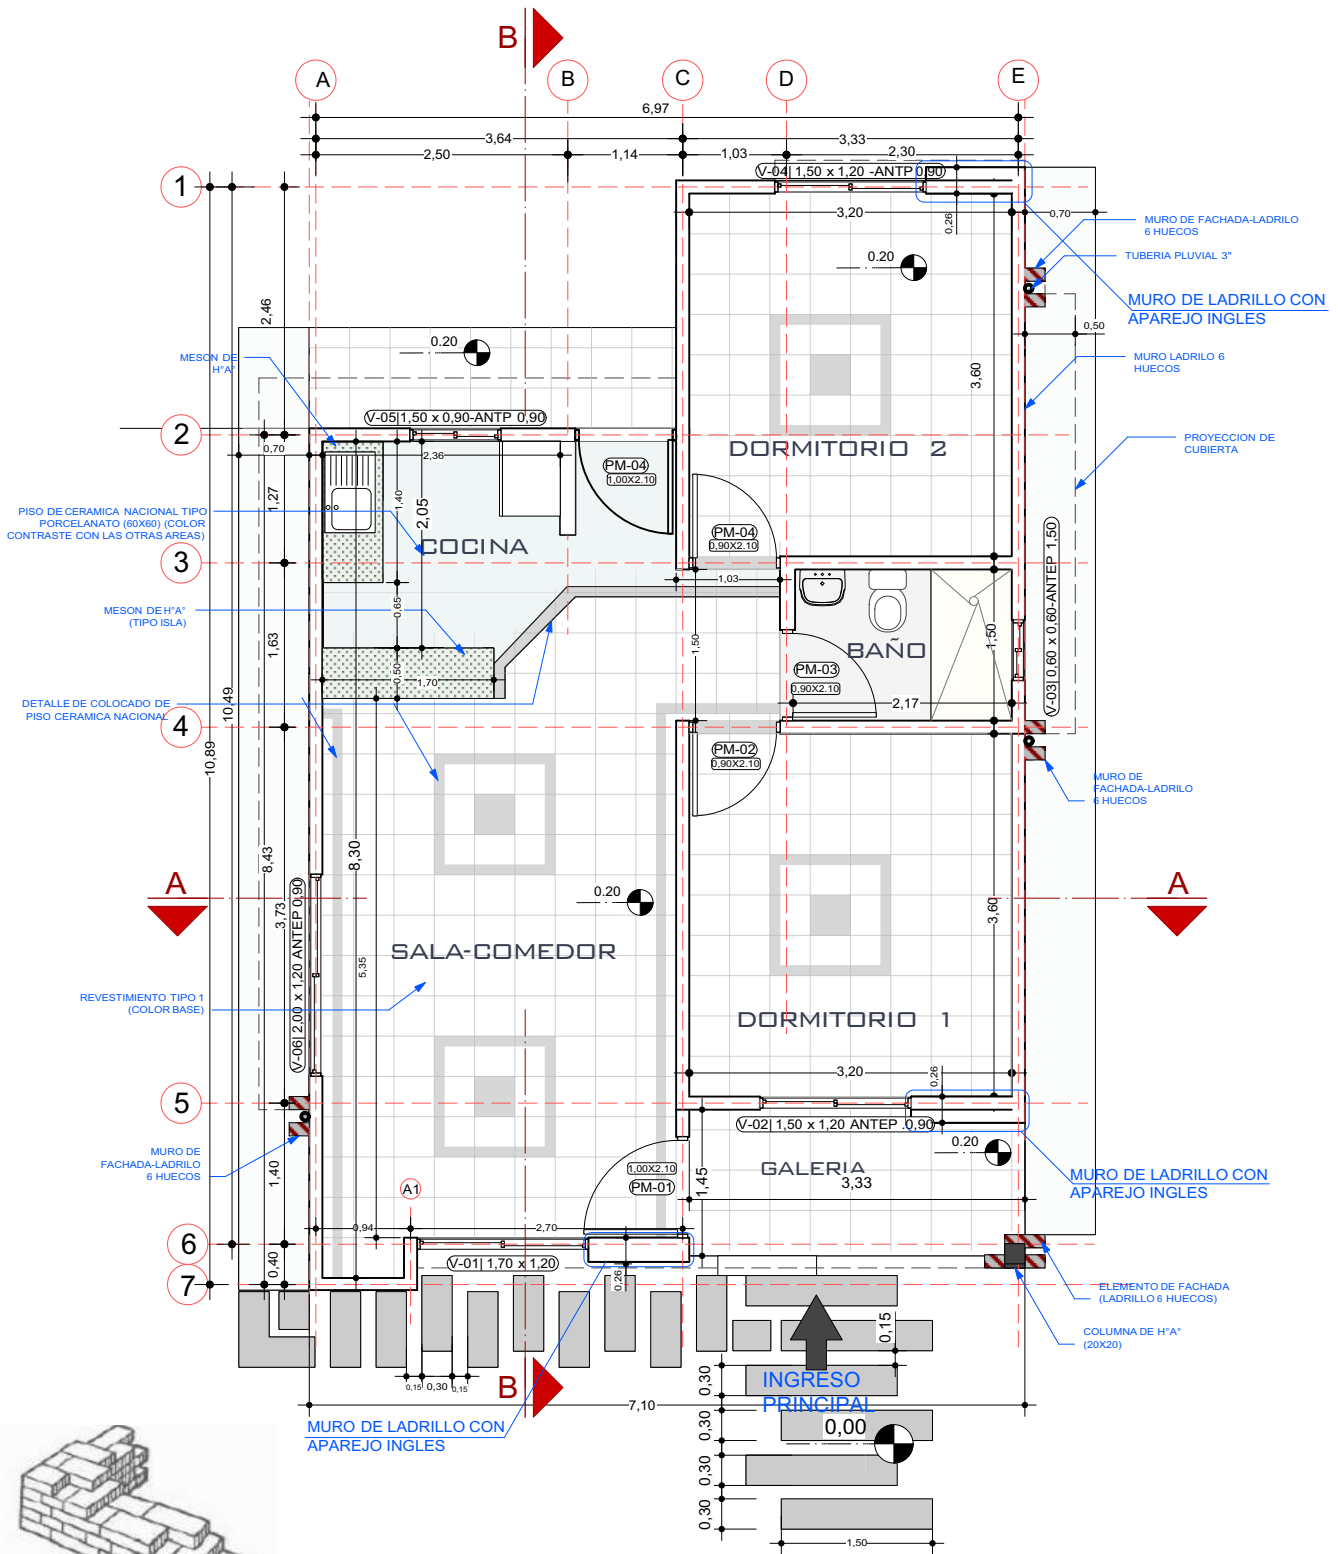 B
A
B
C
D
E
6,97
3,64
3,33
2,50
1,14
1,03
2,30
V-04| 1,50 x 1,20 -ANTP 0,90
1
3,20
0,26
0,70
MURO DE FACHADA-LADRILO
6 HUECOS
TUBERIA PLUVIAL 3"
0.20
MURO DE LADRILLO CON
APAREJO INGLES
0,50
2,46
0.20
MESON DE
H°A°
MURO LADRILO 6
HUECOS
3,60
V-05|1,50 x 0,90-ANTP 0,90
2
0,70
2,36
DORMITORIO 2
PROYECCION DE
CUBIERTA
PM-04
1,00X2.10
1,27
1,40
2,05
PISO DE CERAMICA NACIONAL TIPO
PORCELANATO (60X60) (COLOR
CONTRASTE CON LAS OTRAS AREAS)
COCINA
PM-04
0,90X2.10
3
1,03
V-03| 0,60 x 0,60-ANTEP 1,50
MESON DE H°A°
(TIPO ISLA)
0,65
1,63
1,50
1,50
BAÑO
0,50
1,70
PM-03
0,90X2.10
DETALLE DE COLOCADO DE
PISO CERAMICA NACIONAL
2,17
4
10,49
10,89
PM-02
0,90X2.10
MURO DE
FACHADA-LADRILO
6 HUECOS
8,43
8,30
A
A
3,73
V-06| 2,00 x 1,20 ANTEP 0,90
0.20
3,60
SALA-COMEDOR
5,35
REVESTIMIENTO TIPO 1
(COLOR BASE)
DORMITORIO 1
3,20
0,26
5
V-02| 1,50 x 1,20 ANTEP .0,90
MURO DE
FACHADA-LADRILO
6 HUECOS
1,40
0.20
GALERIA
3,33
1,45
1,00X2.10
PM-01
MURO DE LADRILLO CON
APAREJO INGLES
A1
0,94
2,70
6
V-01| 1,70 x 1,20
0,26
0,40
7
ELEMENTO DE FACHADA
(LADRILLO 6 HUECOS)
COLUMNA DE H°A°
(20X20)
0,15
0,15
0,30
0,15
B
0,30
INGRESO
PRINCIPAL
7,10
0,00
MURO DE LADRILLO CON
APAREJO INGLES
0,30
0,30
0,30
1,50